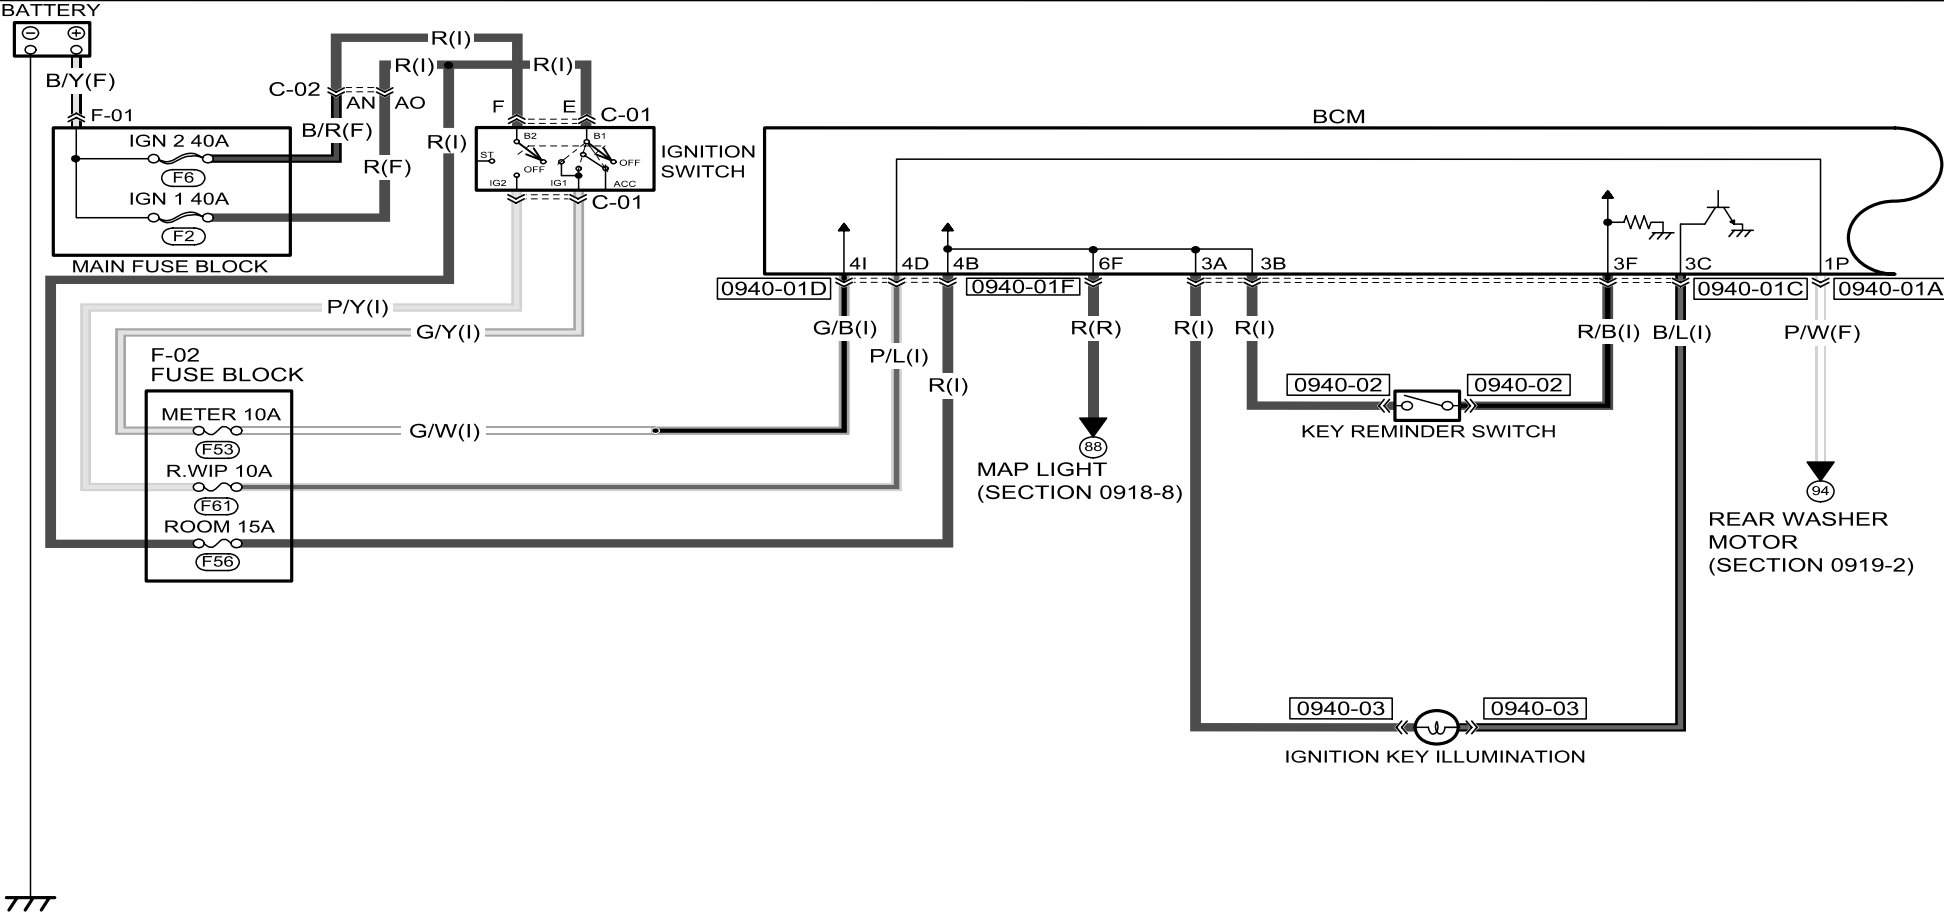 BATTERY
− +
B/Y(F)
F-01
R(I)
R(I)
R(I)
C-02
AN AO
B/R(F)
R(F)
R(I)
IGN 2 40A
F6
IGN 1 40A
F2
MAIN FUSE BLOCK
F E C-01
B2 B1
ST
OFF
OFF
IG2 IG1 ACC
IGNITION
SWITCH
C-01
P/Y(I)
G/Y(I)
F-02
FUSE BLOCK
METER 10A
F53
R.WIP 10A
F61
ROOM 15A
F56
G/W(I)
BCM
4I 4D 4B 6F 3A 3B 3F 3C 1P
0940-01D 0940-01F 0940-01C 0940-01A
G/B(I)
P/L(I)
R(I)
R(R)
R(I)
R(I)
R/B(I)
B/L(I)
P/W(F)
88
MAP LIGHT
(SECTION 0918-8)
0940-02 0940-02
KEY REMINDER SWITCH
94
REAR WASHER
MOTOR
(SECTION 0919-2)
0940-03 0940-03
IGNITION KEY ILLUMINATION